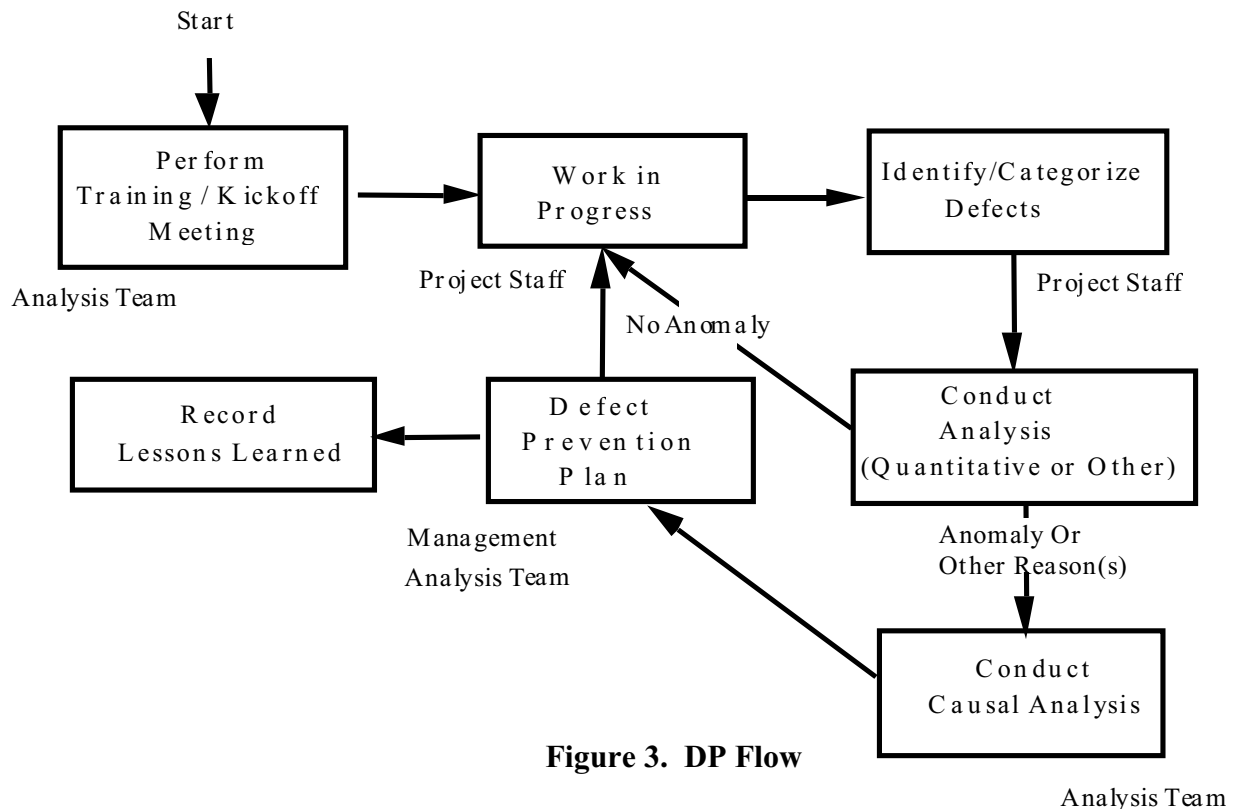 Start
Perform
Training / Kickoff
Meeting
Analysis Team
Work in
Progress
Project Staff
Identify/Categorize
Defects
Project Staff
No Anomaly
Record
Lessons Learned
Defect
Prevention
Plan
Management
Analysis Team
Conduct
Analysis
(Quantitative or Other)
Anomaly Or
Other Reason(s)
Conduct
Causal Analysis
Analysis Team
Figure 3. DP Flow